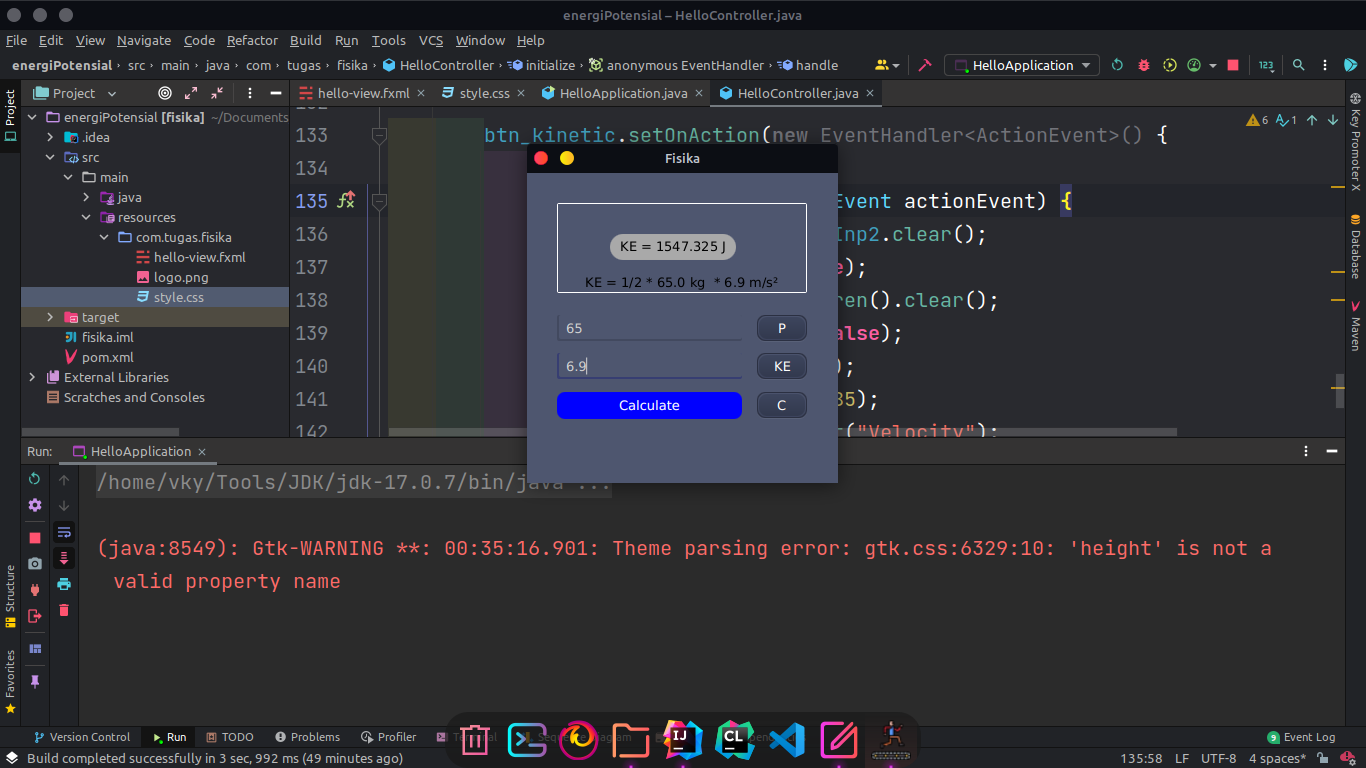 energiPotensial – HelloController.java
File Edit View Navigate Code Refactor Build Run Tools VCS Window Help
energiPotensial › src › main › java › com › tugas › fisika › HelloController › initialize › anonymous EventHandler › handle
HelloApplication
123
Project
Project
hello-view.fxml ×
style.css ×
HelloApplication.java ×
HelloController.java ×
energiPotensial [fisika] ~/Documents
.idea
src
main
java
resources
com.tugas.fisika
hello-view.fxml
logo.png
style.css
target
fisika.iml
pom.xml
External Libraries
Scratches and Consoles
6 1
133 btn_kinetic.setOnAction(new EventHandler<ActionEvent>() {
134
135 Event actionEvent) {
136 Inp2.clear();
137 e);
138 ren().clear();
139 alse);
140 );
141 35);
142 ("Velocity");
Key Promoter X
Database
Maven
Fisika
KE = 1547.325 J
KE = 1/2 * 65.0 kg * 6.9 m/s²
65
P
6.9
KE
Calculate
C
Run: HelloApplication ×
/home/vky/Tools/JDK/jdk-17.0.7/bin/java ...
(java:8549): Gtk-WARNING **: 00:35:16.901: Theme parsing error: gtk.css:6329:10: 'height' is not a
valid property name
Structure
Favorites
Version Control
Run
TODO
Problems
Profiler
Terminal
Sequence Diagram
IJ
CL
9 Event Log
Build completed successfully in 3 sec, 992 ms (49 minutes ago)
135:58 LF UTF-8 4 spaces*